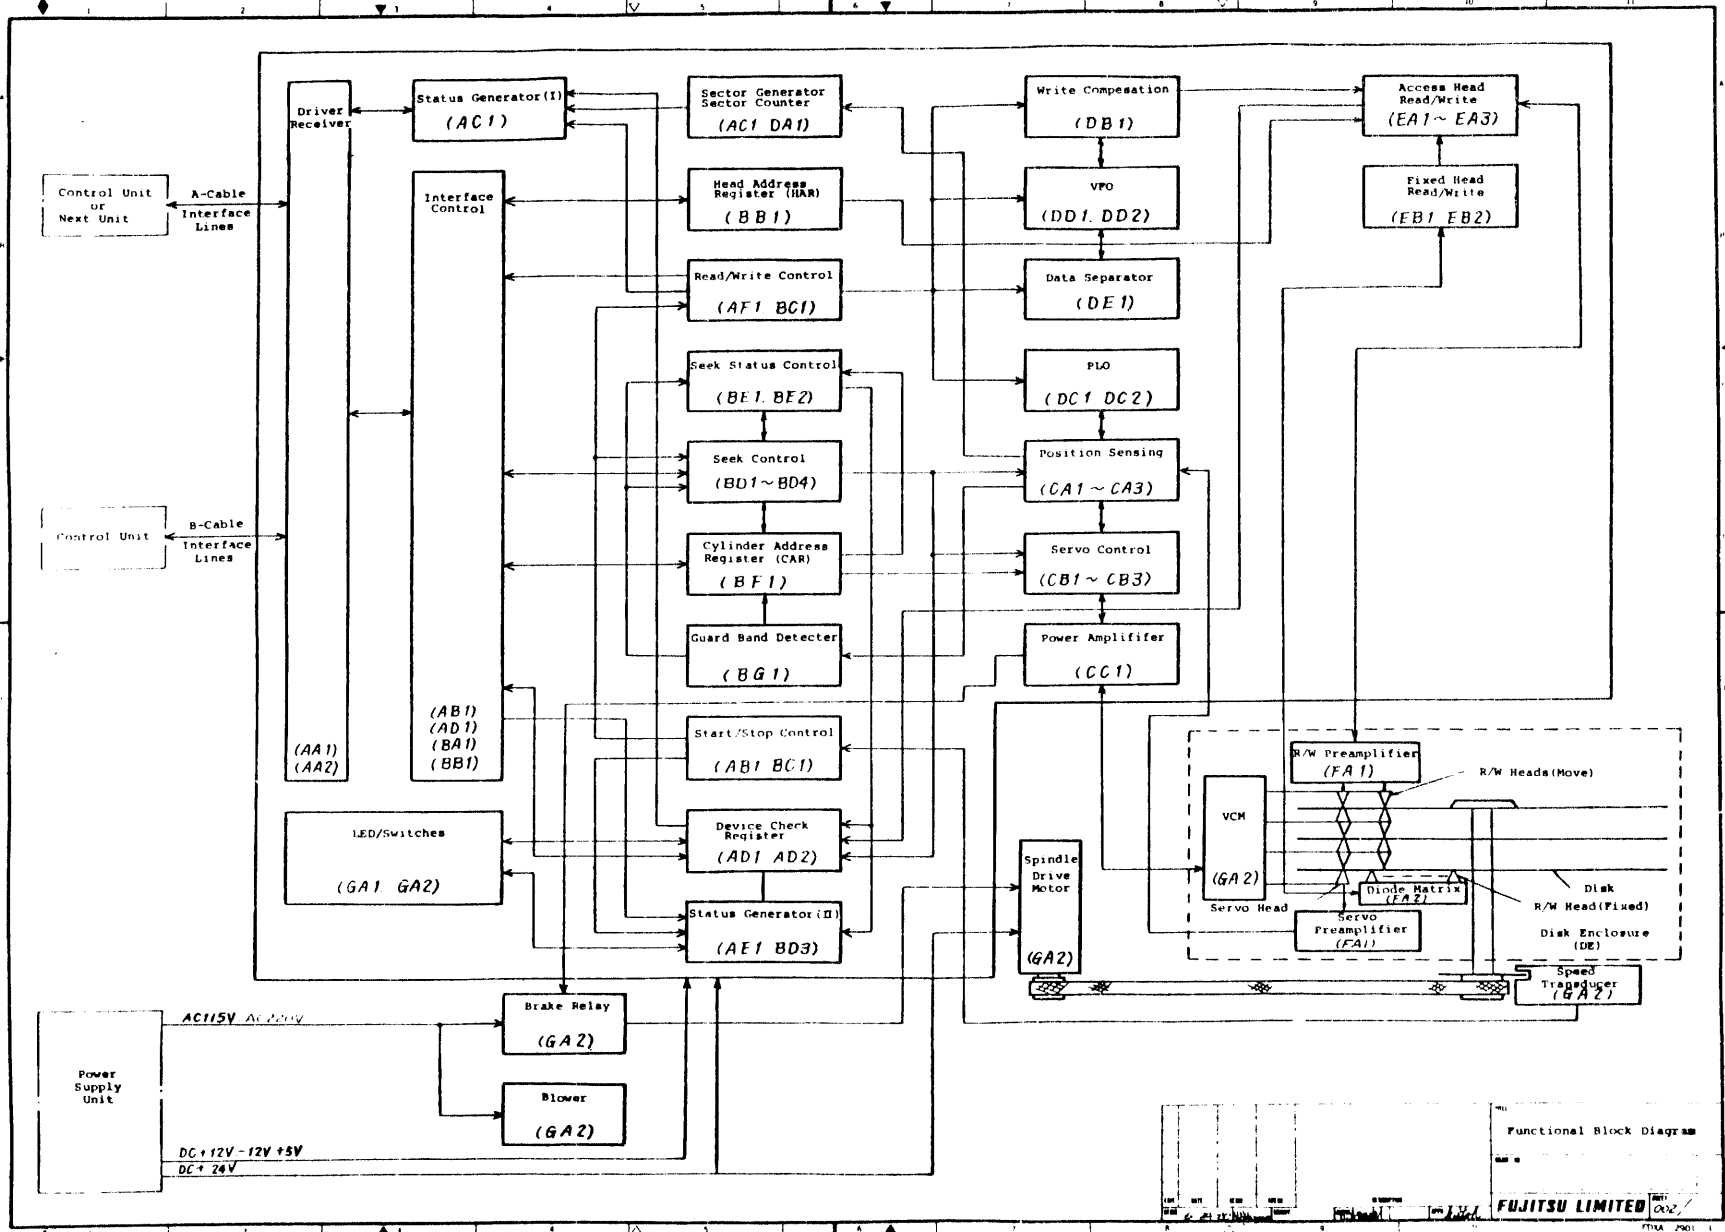 Driver
Receiver
(AA1)
(AA2)
Status Generator(I)
(AC1)
Sector Generator
Sector Counter
(AC1 DA1)
Write Compesation
(DB1)
Access Head
Read/Write
(EA1~EA3)
Control Unit
or
Next Unit
A-Cable
Interface
Lines
Interface
Control
(AB1)
(AD1)
(BA1)
(BB1)
Head Address
Register (HAR)
(BB1)
VFO
(DD1. DD2)
Fixed Head
Read/Write
(EB1 EB2)
Read/Write Control
(AF1 BC1)
Data Separator
(DE1)
Seek Status Control
(BE1. BE2)
PLO
(DC1 DC2)
Seek Control
(BD1~BD4)
Position Sensing
(CA1~CA3)
Control Unit
B-Cable
Interface
Lines
Cylinder Address
Register (CAR)
(BF1)
Servo Control
(CB1~CB3)
Guard Band Detecter
(BG1)
Power Amplififer
(CC1)
Start/Stop Control
(AB1 BC1)
LED/Switches
(GA1. GA2)
Device Check
Register
(AD1 AD2)
Status Generator(II)
(AE1 BD3)
Spindle
Drive
Motor
(GA2)
R/W Preamplifier
(FA1)
R/W Heads(Move)
VCM
(GA2)
Servo Head
Diode Matrix
(FA2)
Servo
Preamplifier
(FA1)
Disk
R/W Head(Fixed)
Disk Enclosure
(DE)
Speed
Transducer
(GA2)
Power
Supply
Unit
AC115V AC220V
Brake Relay
(GA2)
Blower
(GA2)
DC+12V -12V +5V
DC+24V
Functional Block Diagram
FUJITSU LIMITED
002/